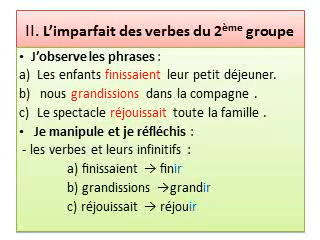 II. L'imparfait des verbes du 2ème groupe
• J'observe les phrases :
a) Les enfants finissaient leur petit déjeuner.
b) nous grandissions dans la compagne .
c) Le spectacle réjouissait toute la famille .
• Je manipule et je réfléchis :
- les verbes et leurs infinitifs :
a) finissaient → finir
b) grandissions →grandir
c) réjouissait → réjouir